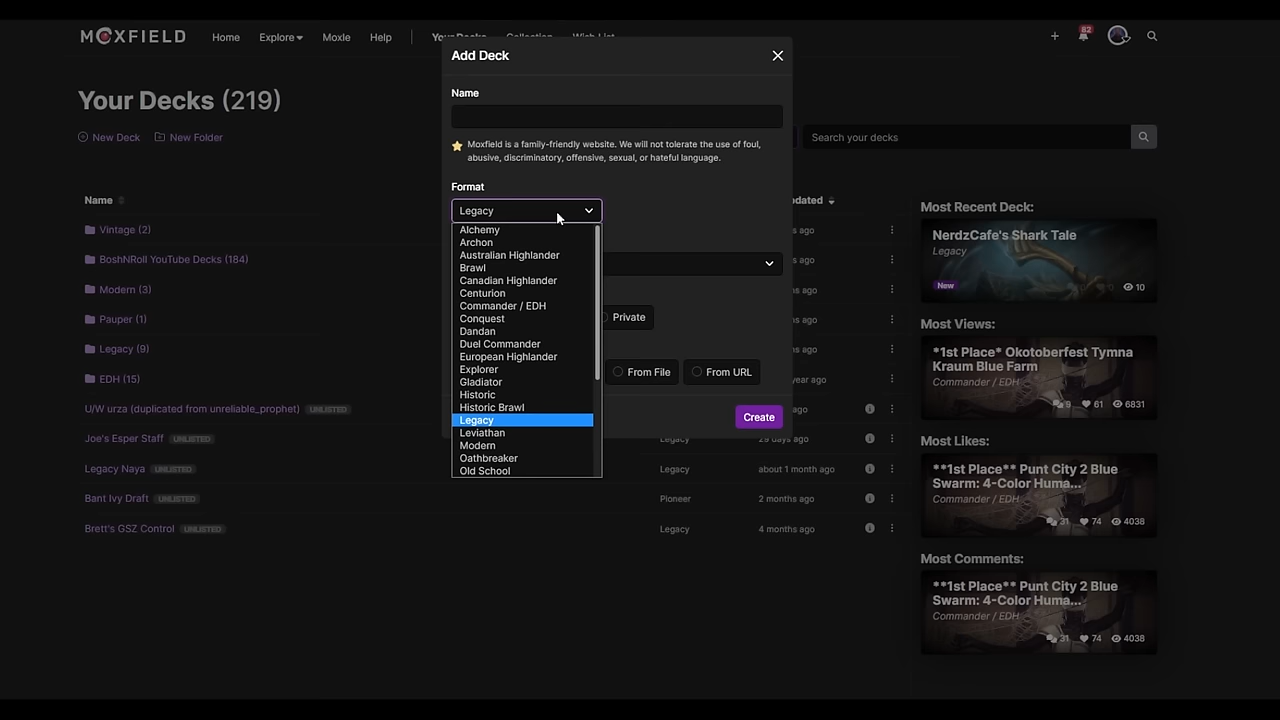 MOXFIELD
Home
Explore
Moxle
Help
Your Decks
Collection
Wish List
82
Your Decks (219)
New Deck
New Folder
Search your decks
Add Deck
Name
Moxfield is a family-friendly website. We will not tolerate the use of foul,
abusive, discriminatory, offensive, sexual, or hateful language.
Format
Legacy
Alchemy
Archon
Australian Highlander
Brawl
Canadian Highlander
Centurion
Commander / EDH
Conquest
Dandan
Duel Commander
European Highlander
Explorer
Gladiator
Historic
Historic Brawl
Legacy
Leviathan
Modern
Oathbreaker
Old School
Private
From File
From URL
Create
Name
Vintage (2)
BoshNRoll YouTube Decks (184)
Modern (3)
Pauper (1)
Legacy (9)
EDH (15)
year ago
U/W urza (duplicated from unreliable_prophet) UNLISTED
ago
Joe's Esper Staff UNLISTED
Legacy
29 days ago
Legacy Naya UNLISTED
Legacy
about 1 month ago
Bant Ivy Draft UNLISTED
Pioneer
2 months ago
Brett's GSZ Control UNLISTED
Legacy
4 months ago
Most Recent Deck:
NerdzCafe's Shark Tale
Legacy
New
10
Most Views:
*1st Place* Okotoberfest Tymna
Kraum Blue Farm
Commander / EDH
9 61 6831
Most Likes:
**1st Place** Punt City 2 Blue
Swarm: 4-Color Huma...
Commander / EDH
31 74 4038
Most Comments:
**1st Place** Punt City 2 Blue
Swarm: 4-Color Huma...
Commander / EDH
31 74 4038